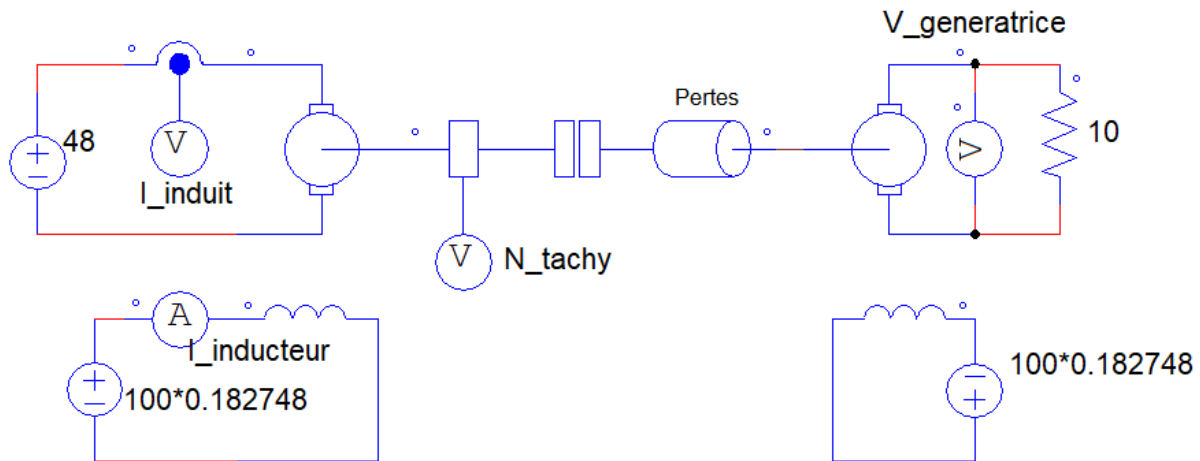 V_generatrice
Pertes
48
V
I_induit
V
10
V
N_tachy
A
I_inducteur
100*0.182748
100*0.182748